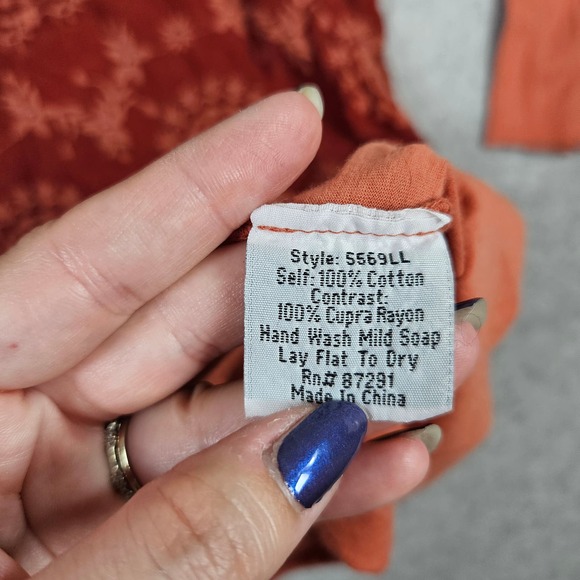 Style: 5569LL
Self: 100% Cotton
Contrast:
100% Cupra Rayon
Hand Wash Mild Soap
Lay Flat To Dry
Rn# 87291
Made In China